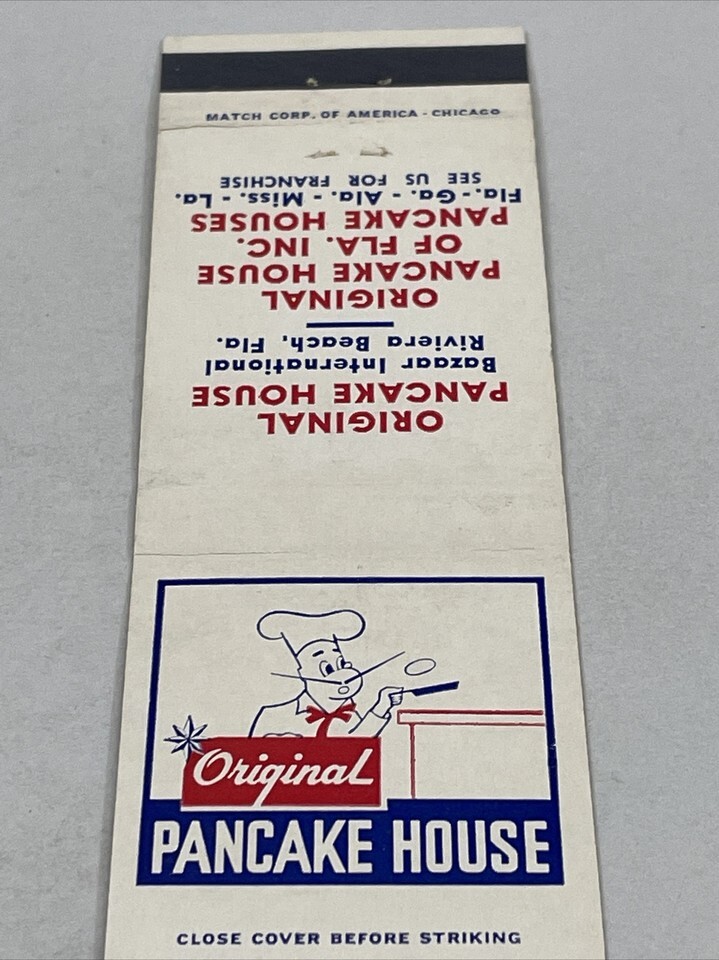 MATCH CORP. OF AMERICA - CHICAGO
ORIGINAL
PANCAKE HOUSE
Bazaar International
Riviera Beach, Fla.
ORIGINAL
PANCAKE HOUSE
OF FLA. INC.
PANCAKE HOUSES
Fla.-Ga. - Ala. - Miss. - La.
SEE US FOR FRANCHISE
Original
PANCAKE HOUSE
CLOSE COVER BEFORE STRIKING